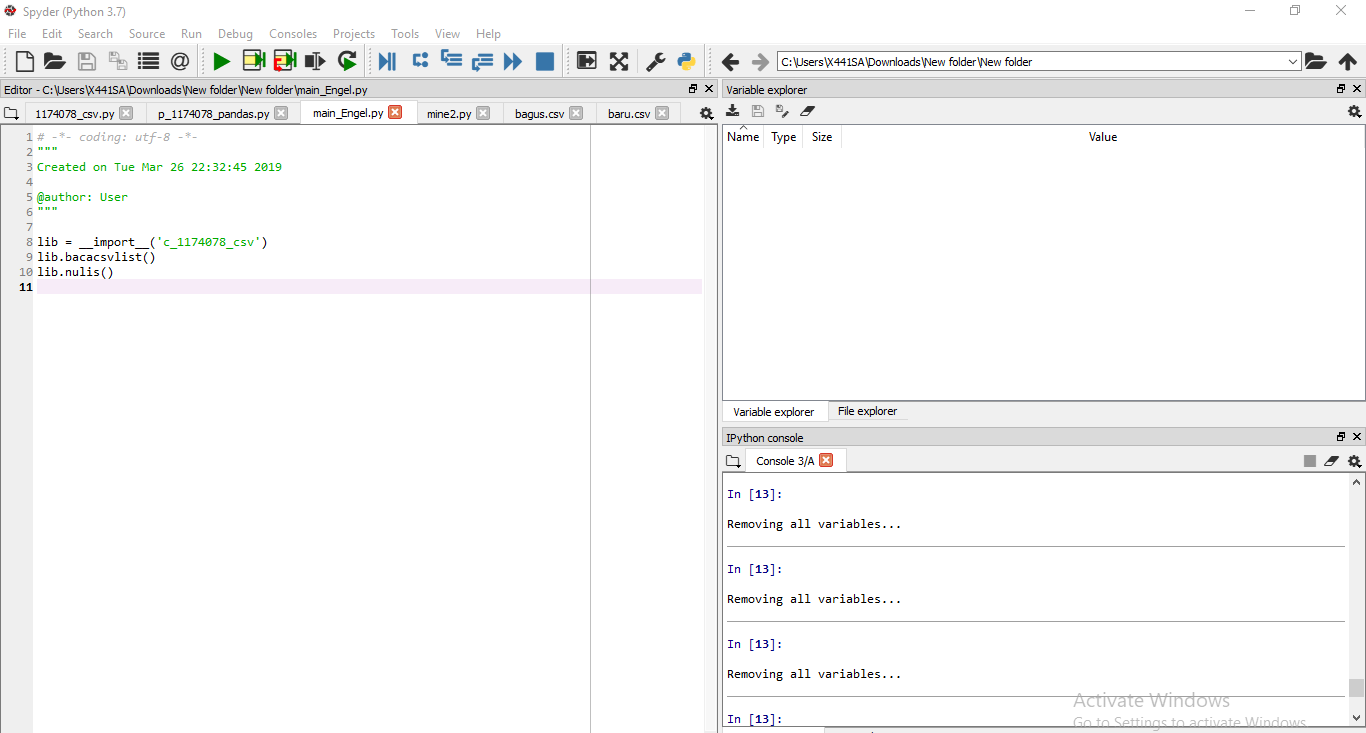 Spyder (Python 3.7)
File Edit Search Source Run Debug Consoles Projects Tools View Help
C:\Users\X441SA\Downloads\New folder\New folder
Editor - C:\Users\X441SA\Downloads\New folder\New folder\main_Engel.py
1174078_csv.py p_1174078_pandas.py main_Engel.py mine2.py bagus.csv baru.csv
1 # -*- coding: utf-8 -*-
2 """
3 Created on Tue Mar 26 22:32:45 2019
4
5 @author: User
6 """
7
8 lib = __import__('c_1174078_csv')
9 lib.bacacsvlist()
10 lib.nulis()
11
Variable explorer
Name Type Size Value
Variable explorer File explorer
IPython console
Console 3/A
In [13]:
Removing all variables...
In [13]:
Removing all variables...
In [13]:
Removing all variables...
In [13]:
Activate Windows
Go to Settings to activate Windows.